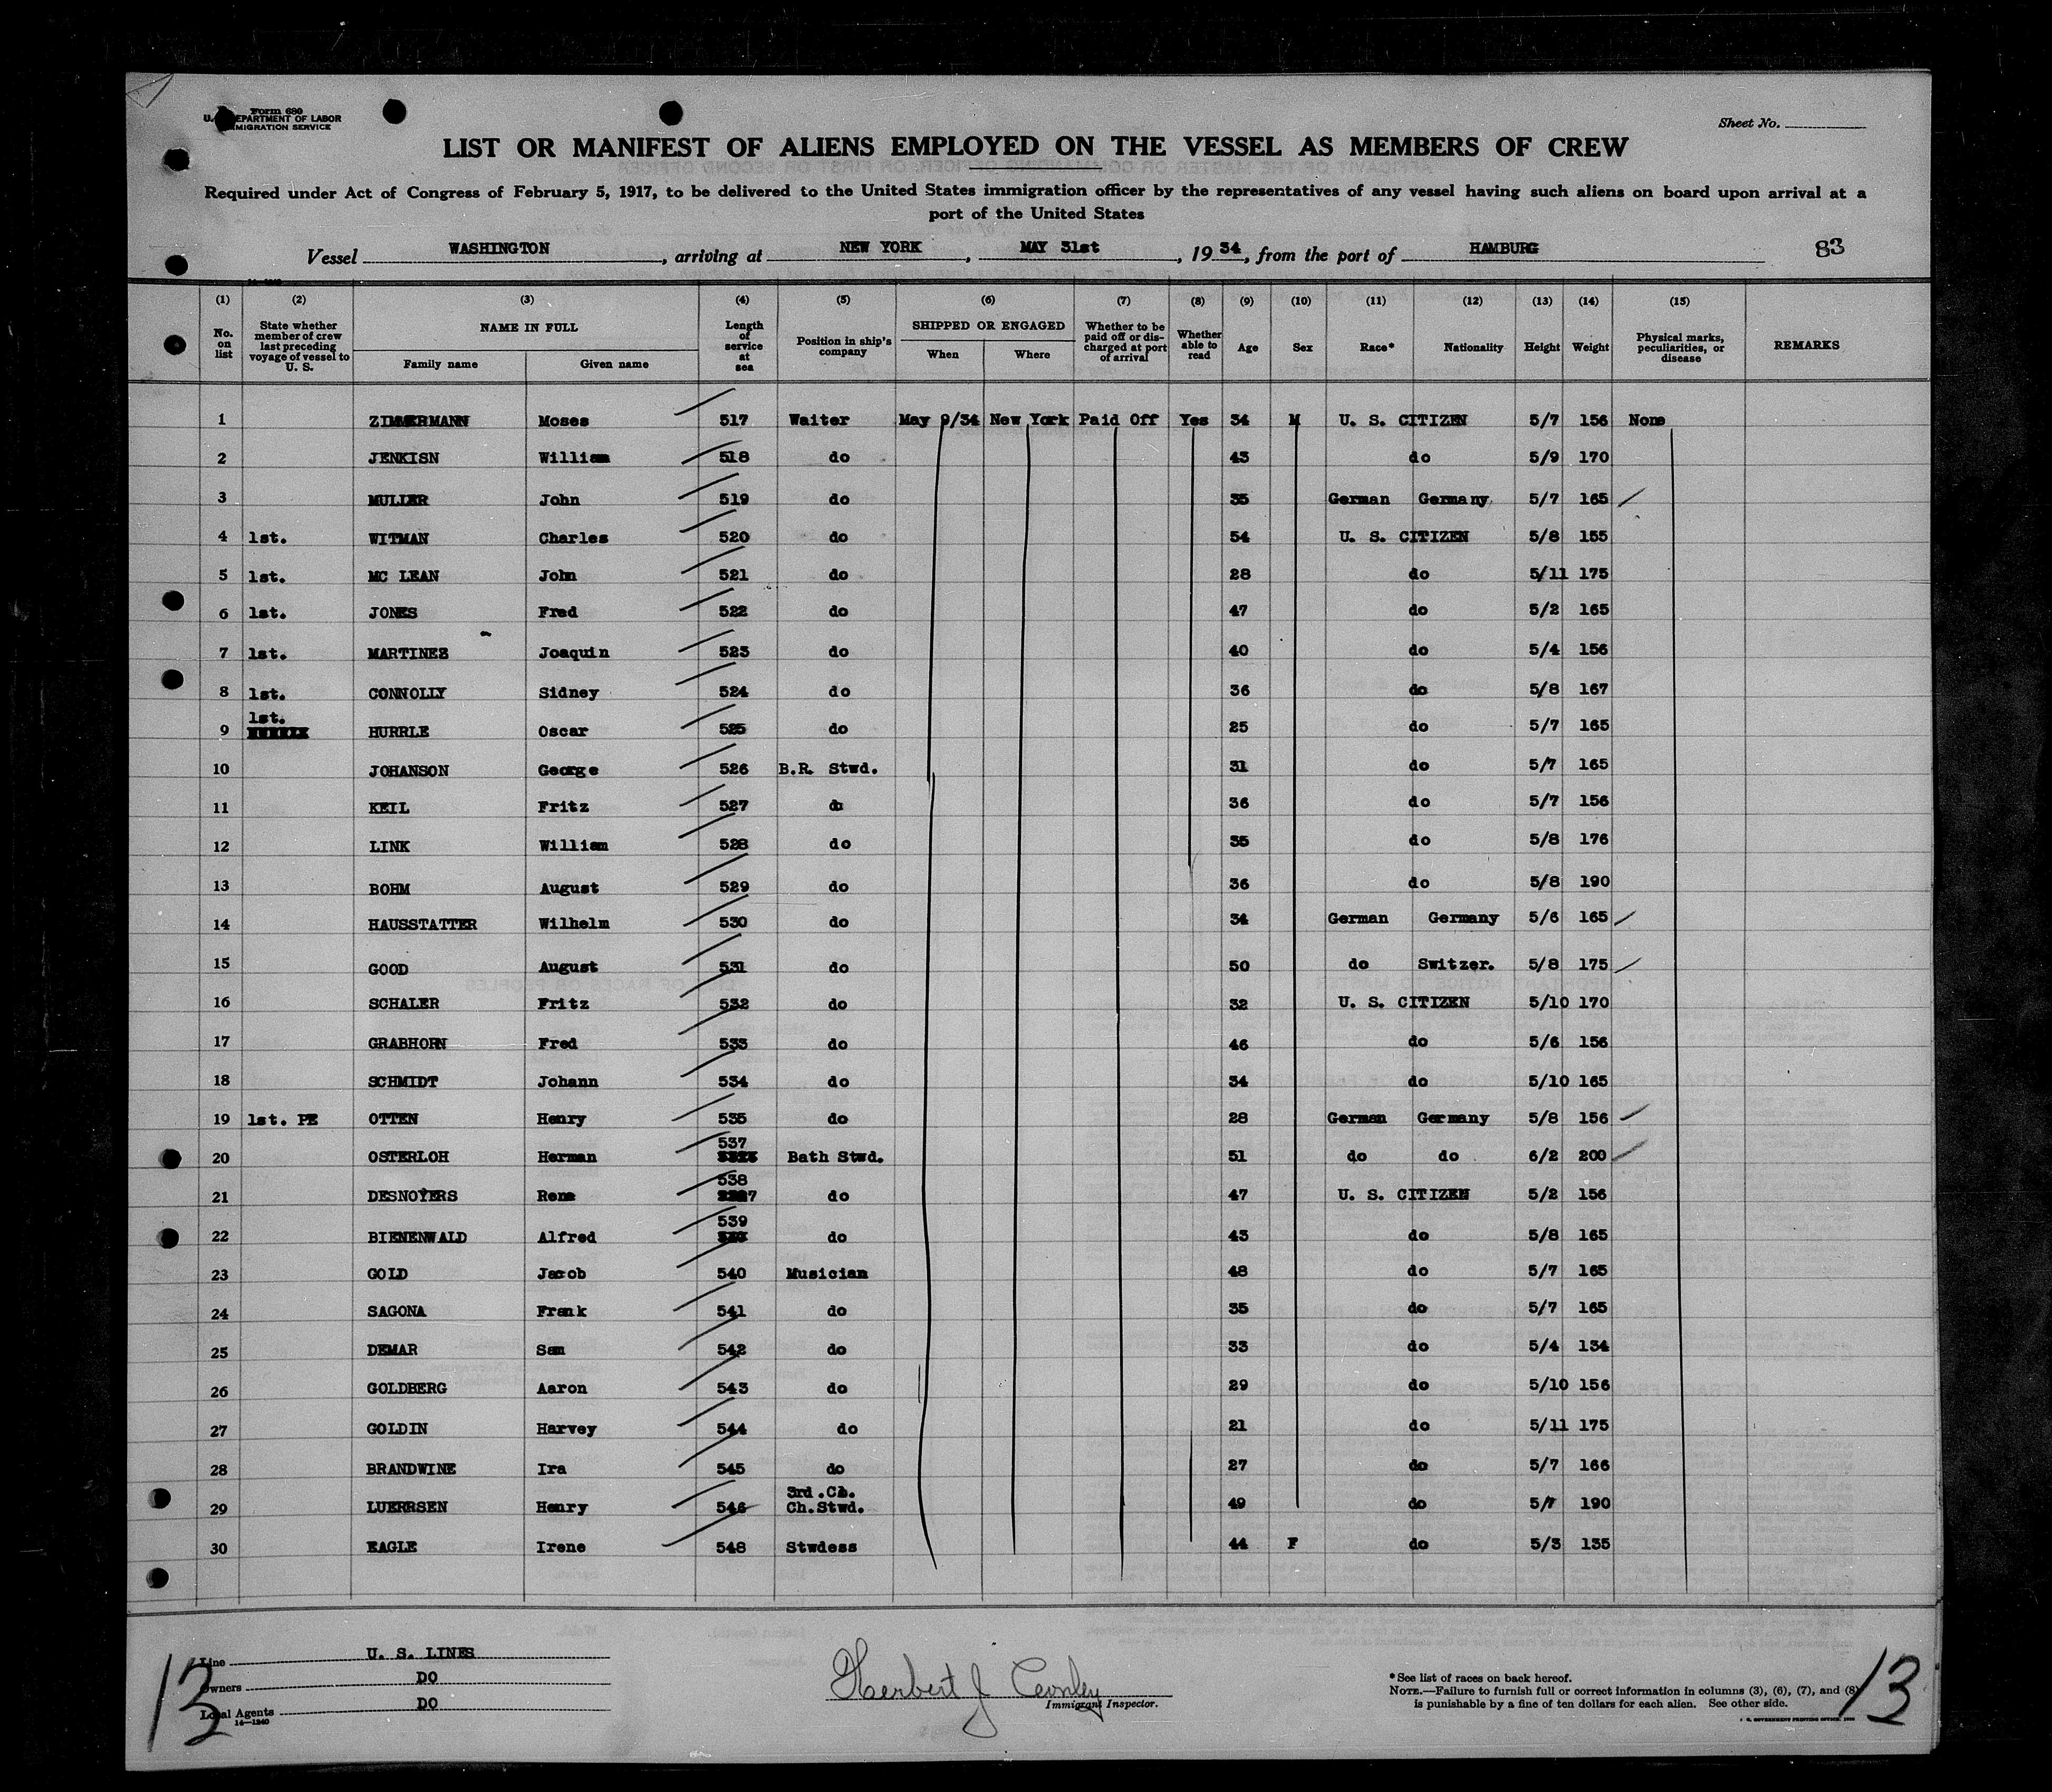 Form 680
U. DEPARTMENT OF LABOR
IMMIGRATION SERVICE
Sheet No.
LIST OR MANIFEST OF ALIENS EMPLOYED ON THE VESSEL AS MEMBERS OF CREW
Required under Act of Congress of February 5, 1917, to be delivered to the United States immigration officer by the representatives of any vessel having such aliens on board upon arrival at a
port of the United States
Vessel WASHINGTON, arriving at NEW YORK, MAY 31st, 1934, from the port of HAMBURG 83
(1) (2) (3) (4) (5) (6) (7) (8) (9) (10) (11) (12) (13) (14) (15)
No. on list State whether member of crew last preceding voyage of vessel to U. S. NAME IN FULL Family name Given name Length of service at sea Position in ship's company SHIPPED OR ENGAGED When Where Whether to be paid off or discharged at port of arrival Whether able to read Age Sex Race* Nationality Height Weight Physical marks, peculiarities, or disease REMARKS
1 ZIMMERMANN Moses 517 Waiter May 9/34 New York Paid Off Yes 34 M U. S. CITIZEN 5/7 156 None
2 JENKISN William 518 do 43 do 5/9 170
3 MULLER John 519 do 35 German Germany 5/7 165
4 1st. WITMAN Charles 520 do 54 U. S. CITIZEN 5/8 155
5 1st. MC LEAN John 521 do 28 do 5/11 175
6 1st. JONES Fred 522 do 47 do 5/2 165
7 1st. MARTINEZ Joaquin 523 do 40 do 5/4 156
8 1st. CONNOLLY Sidney 524 do 36 do 5/8 167
9 1st. HURRLE Oscar 525 do 25 do 5/7 165
10 JOHANSON George 526 B.R. Stwd. 31 do 5/7 165
11 KEIL Fritz 527 do 36 do 5/7 156
12 LINK William 528 do 35 do 5/8 176
13 BOHM August 529 do 36 do 5/8 190
14 HAUSSTATTER Wilhelm 530 do 34 German Germany 5/6 165
15 GOOD August 531 do 50 do Switzer. 5/8 175
16 SCHALER Fritz 532 do 32 U. S. CITIZEN 5/10 170
17 GRABHORN Fred 533 do 46 do 5/6 156
18 SCHMIDT Johann 534 do 34 do 5/10 165
19 1st. PE OTTEN Henry 535 do 28 German Germany 5/8 156
20 OSTERLOH Herman 537 Bath Stwd. 51 do do 6/2 200
21 DESNOYERS Rene 538 do 47 U. S. CITIZEN 5/2 156
22 BIENENWALD Alfred 539 do 43 do 5/8 165
23 GOLD Jacob 540 Musician 48 do 5/7 165
24 SAGONA Frank 541 do 35 do 5/7 165
25 DEMAR Sam 542 do 33 do 5/4 134
26 GOLDBERG Aaron 543 do 29 do 5/10 156
27 GOLDIN Harvey 544 do 21 do 5/11 175
28 BRANDWINE Ira 545 do 27 do 5/7 166
29 LUERRSEN Henry 546 3rd. Cb. Ch.Stwd. 49 do 5/7 190
30 EAGLE Irene 548 Stwdess 44 F do 5/3 135
Line U. S. LINES
Owners DO
Local Agents DO
14—1240
13
Herbert J
Immigrant Inspector.
*See list of races on back hereof.
NOTE.—Failure to furnish full or correct information in columns (3), (6), (7), and (8)
is punishable by a fine of ten dollars for each alien. See other side.
GOVERNMENT PRINTING OFFICE
13